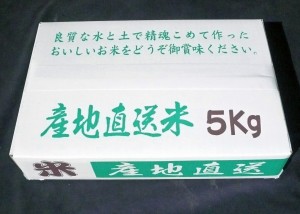 良質な水と土で精魂こめて作った
おいしいお米をどうぞ御賞味ください。
産地直送米 5Kg
米 産地直送